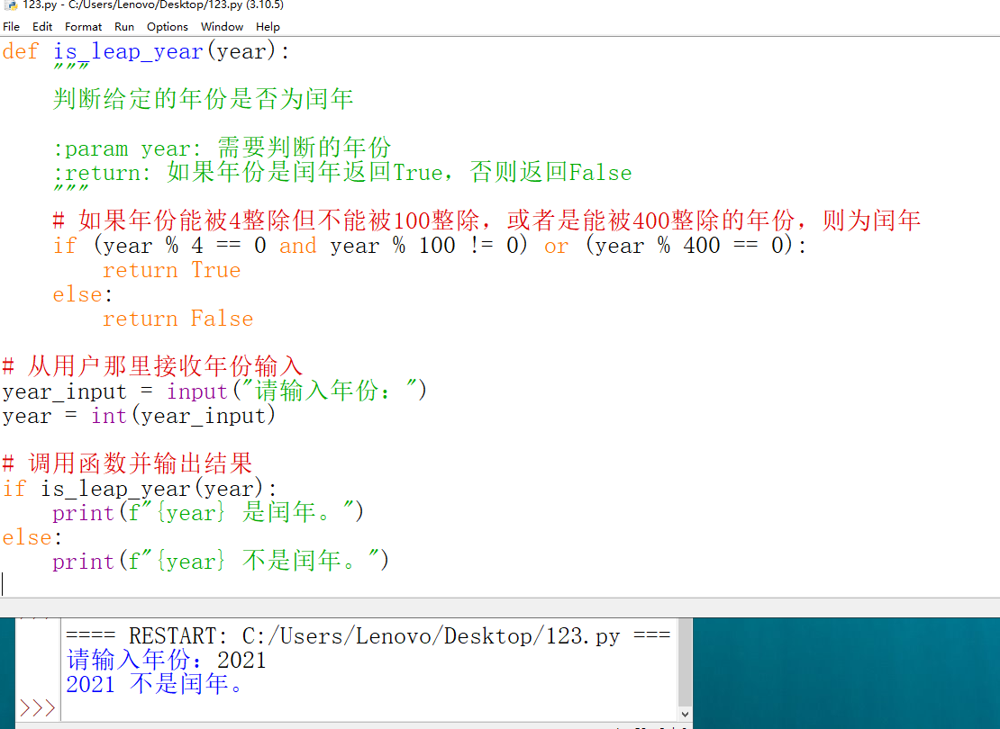 123.py - C:/Users/Lenovo/Desktop/123.py (3.10.5)
File Edit Format Run Options Window Help
def is_leap_year(year):
    """
    判断给定的年份是否为闰年

    :param year: 需要判断的年份
    :return: 如果年份是闰年返回True，否则返回False
    """
    # 如果年份能被4整除但不能被100整除，或者是能被400整除的年份，则为闰年
    if (year % 4 == 0 and year % 100 != 0) or (year % 400 == 0):
        return True
    else:
        return False

# 从用户那里接收年份输入
year_input = input("请输入年份：")
year = int(year_input)

# 调用函数并输出结果
if is_leap_year(year):
    print(f"{year} 是闰年。")
else:
    print(f"{year} 不是闰年。")
==== RESTART: C:/Users/Lenovo/Desktop/123.py ===
请输入年份：2021
2021 不是闰年。
>>>